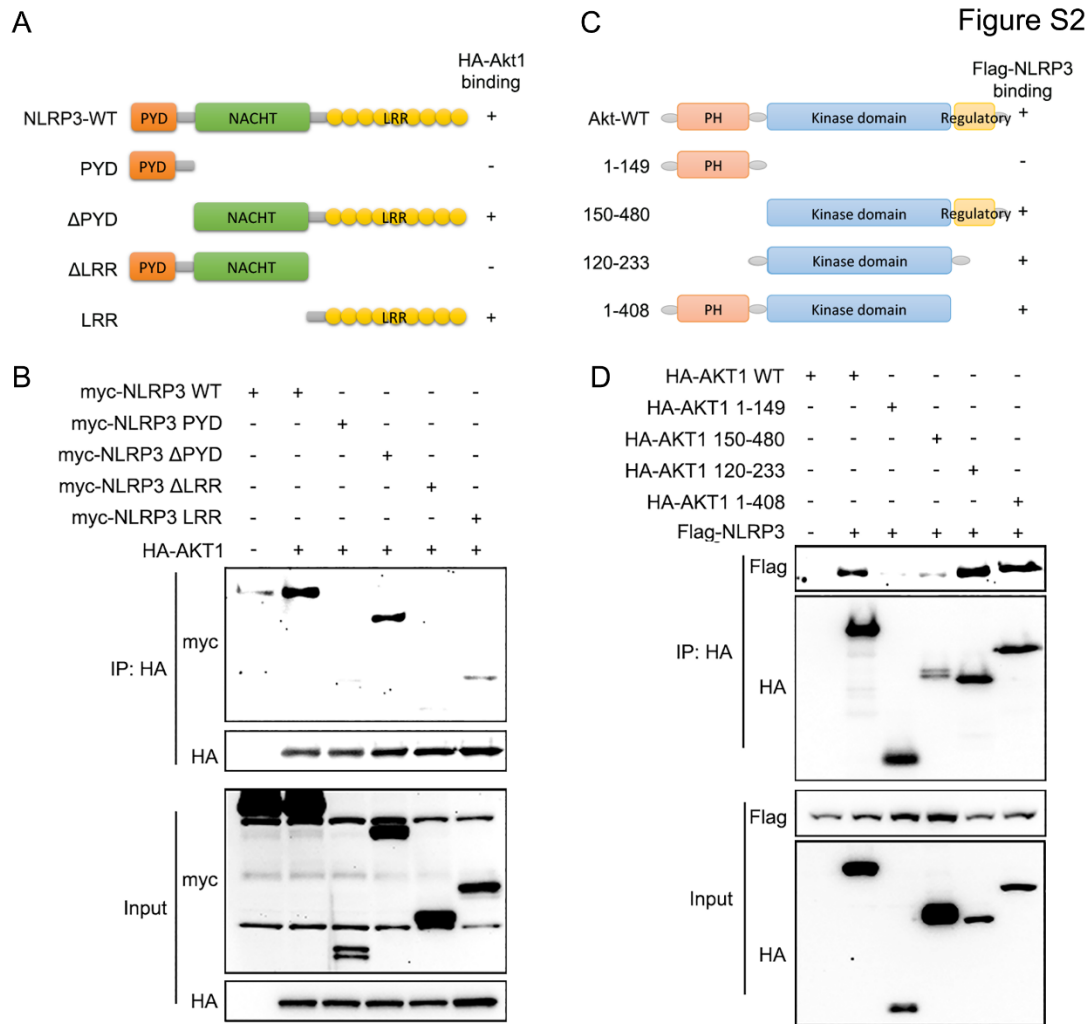 Figure S2
A
HA-Akt1
binding
NLRP3-WT PYD NACHT LRR +
PYD PYD -
ΔPYD NACHT LRR +
ΔLRR PYD NACHT -
LRR LRR +
B
myc-NLRP3 WT + + - - - -
myc-NLRP3 PYD - - + - - -
myc-NLRP3 ΔPYD - - - + - -
myc-NLRP3 ΔLRR - - - - + -
myc-NLRP3 LRR - - - - - +
HA-AKT1 - + + + + +
IP: HA
myc
HA
Input
myc
HA
C
Flag-NLRP3
binding
Akt-WT PH Kinase domain Regulatory +
1-149 PH -
150-480 Kinase domain Regulatory +
120-233 Kinase domain +
1-408 PH Kinase domain +
D
HA-AKT1 WT + + - - - -
HA-AKT1 1-149 - - + - - -
HA-AKT1 150-480 - - - + - -
HA-AKT1 120-233 - - - - + -
HA-AKT1 1-408 - - - - - +
Flag-NLRP3 - + + + + +
IP: HA
Flag
HA
Input
Flag
HA